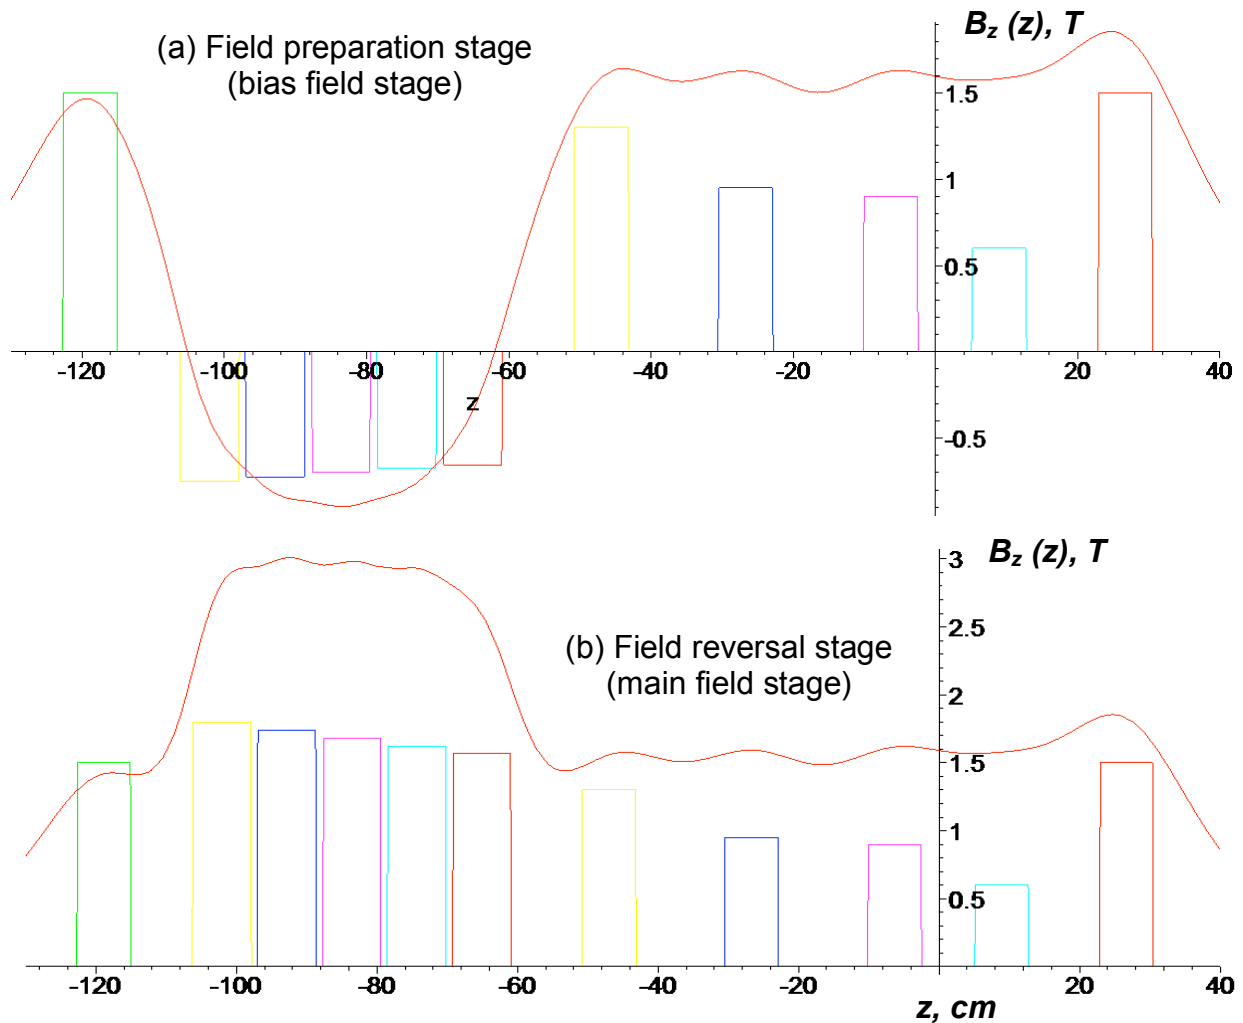 B_z (z), T
(a) Field preparation stage
(bias field stage)
1.5
1
0.5
-120 -100 -80 -60 -40 -20 20 40
z
-0.5
B_z (z), T
3
2.5
(b) Field reversal stage
(main field stage)
2
1.5
1
0.5
-120 -100 -80 -60 -40 -20 20 40
z, cm